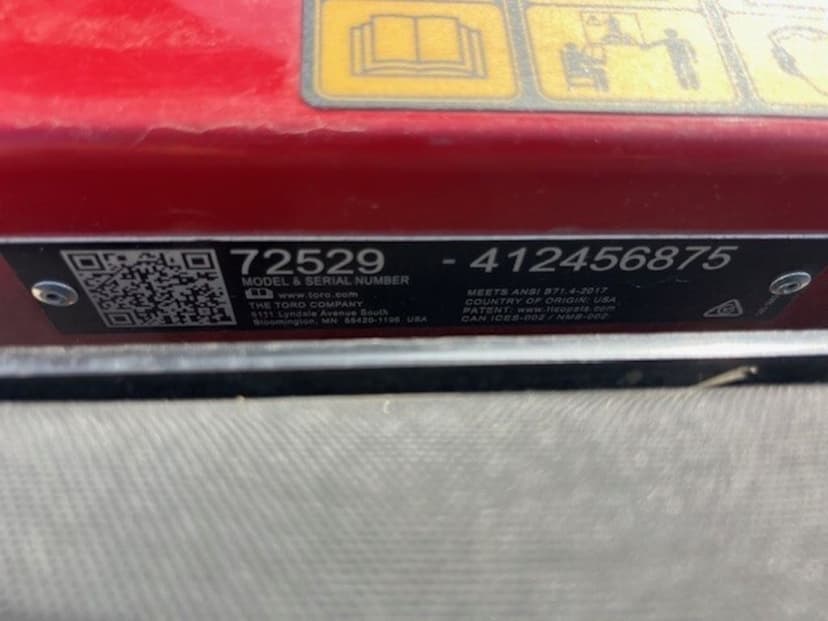 72529 - 412456875
MODEL & SERIAL NUMBER
www.toro.com
THE TORO COMPANY
8111 Lyndale Avenue South
Bloomington, MN 55420-1196 USA
MEETS ANSI B71.4-2017
COUNTRY OF ORIGIN: USA
PATENT: www.ttcopats.com
CAN ICES-002 / NMB-002